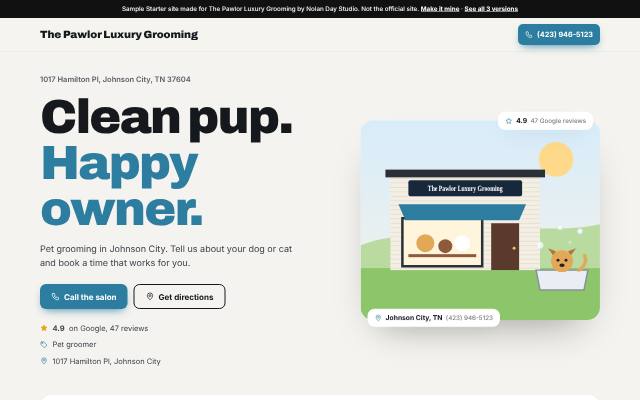 Sample Starter site made for The Pawlor Luxury Grooming by Nolan Day Studio. Not the official site. Make it mine · See all 3 versions
The Pawlor Luxury Grooming
(423) 946-5123
1017 Hamilton Pl, Johnson City, TN 37604
Clean pup.
Happy
owner.
Pet grooming in Johnson City. Tell us about your dog or cat
and book a time that works for you.
Call the salon
Get directions
4.9 on Google, 47 reviews
Pet groomer
1017 Hamilton Pl, Johnson City
4.9 47 Google reviews
The Pawlor Luxury Grooming
Johnson City, TN (423) 946-5123